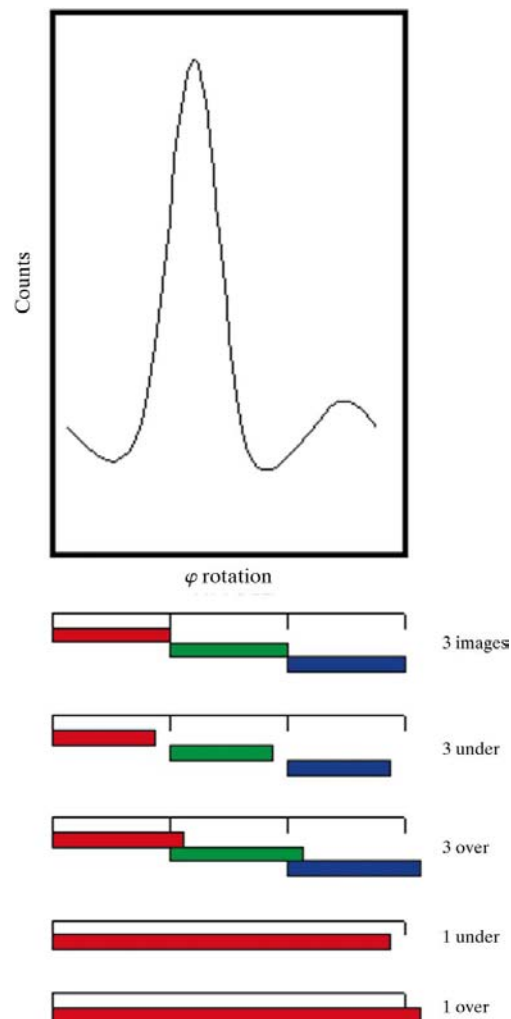 Counts
φ rotation
3 images
3 under
3 over
1 under
1 over